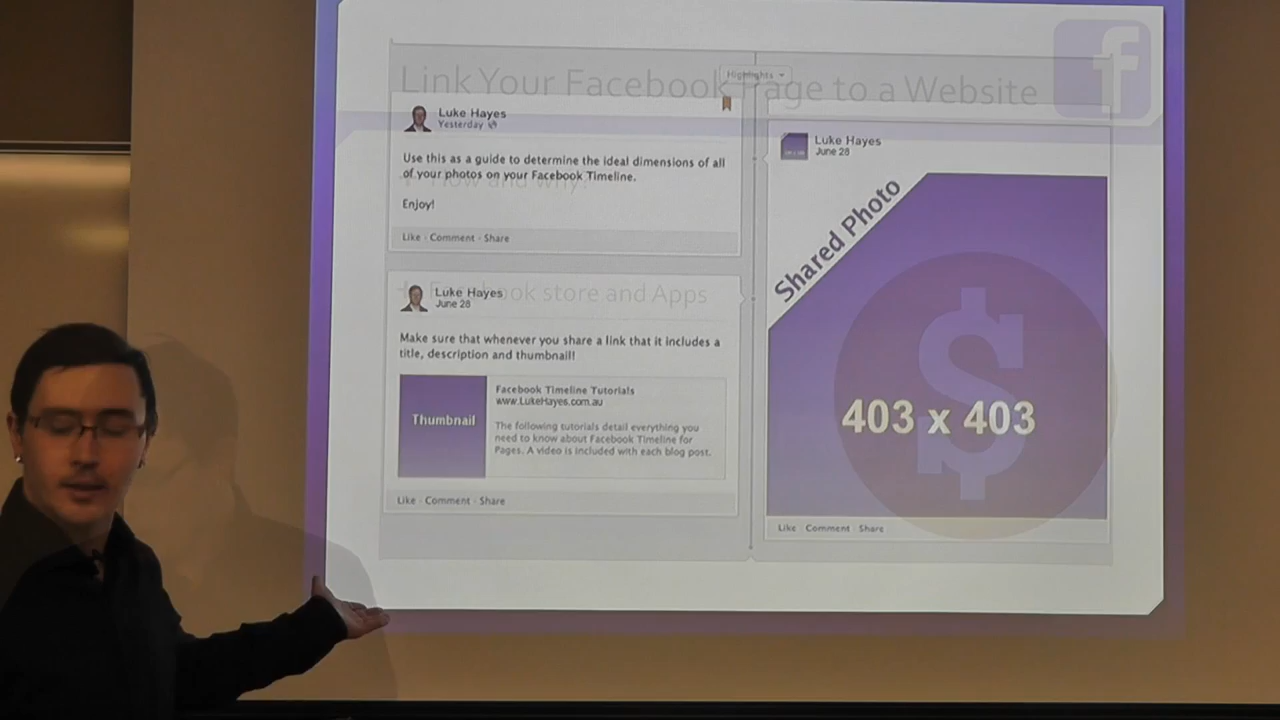 Link Your Facebook Page to a Website
Highlights
Luke Hayes
Yesterday
Use this as a guide to determine the ideal dimensions of all
of your photos on your Facebook Timeline.
How and why?
Enjoy!
Like · Comment · Share
Luke Hayes
June 28
Facebook store and Apps
Make sure that whenever you share a link that it includes a
title, description and thumbnail!
Thumbnail
Facebook Timeline Tutorials
www.LukeHayes.com.au
The following tutorials detail everything you
need to know about Facebook Timeline for
Pages. A video is included with each blog post.
Like · Comment · Share
f
Luke Hayes
June 28
Shared Photo
$
403 x 403
Like · Comment · Share